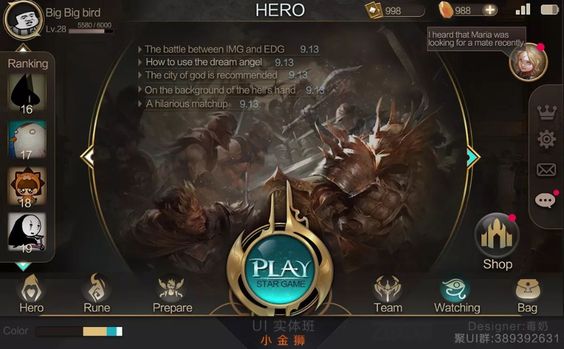 HERO
Big Big bird
Lv.28
5580 / 6000
998
988
I heard that Maria was
looking for a mate recently
Ranking
16
17
18
19
The battle between IMG and EDG 9.13
How to use the dream angel 9.13
The city of god is recommended 9.13
On the background of the hell's hand 9.13
A hilarious matchup 9.13
PLAY
STAR GAME
Shop
Hero
Rune
Prepare
Team
Watching
Bag
Color
UI 实体班
小金狮
Designer:毒奶
聚UI群:389392631